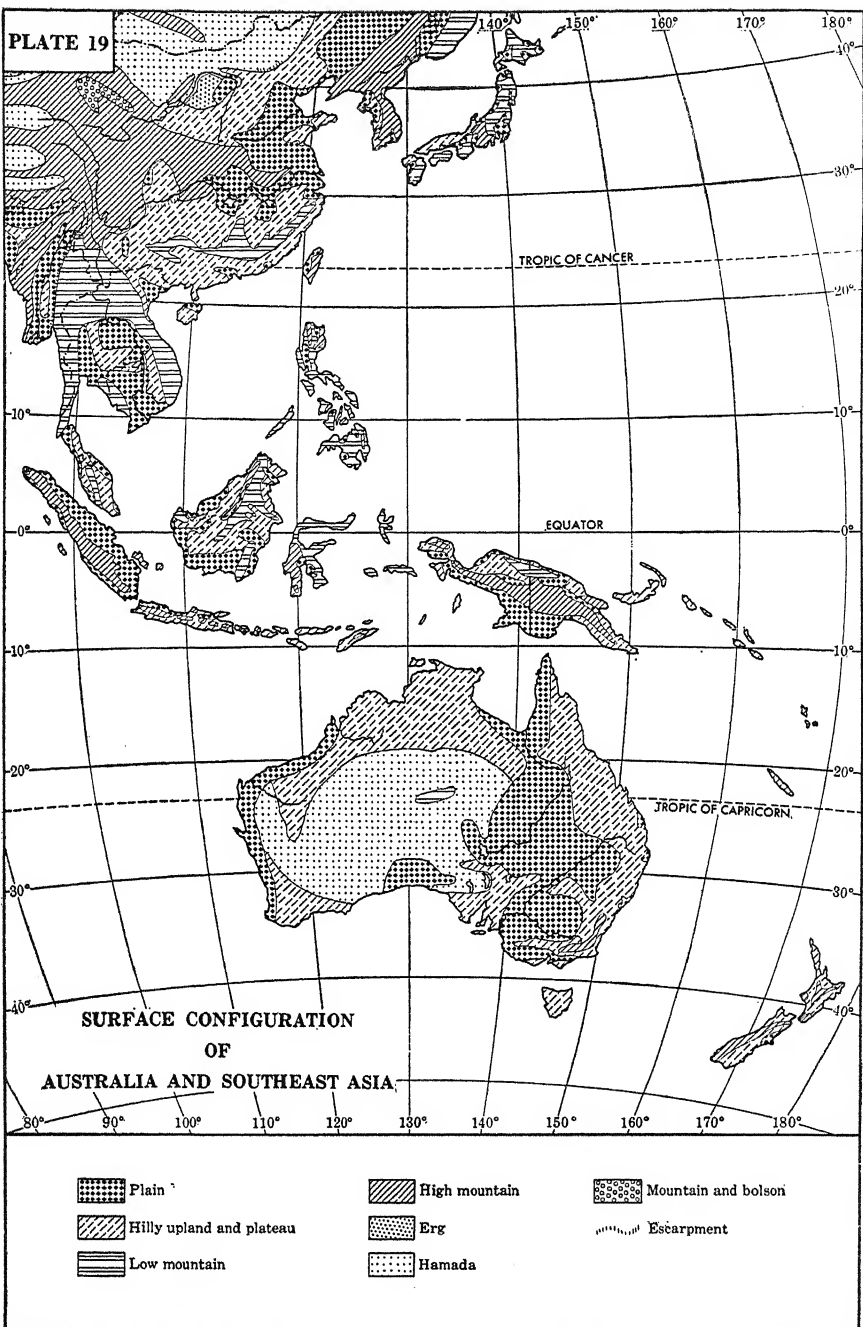 PLATE 19
140° 150° 160° 180°
40°
30°
TROPIC OF CANCER
20°
10° 10°
EQUATOR
0° 0°
10° 10°
20° 20°
TROPIC OF CAPRICORN
30° 30°
40° 40°
SURFACE CONFIGURATION
OF
AUSTRALIA AND SOUTHEAST ASIA
80° 90° 100° 110° 120° 130° 140° 150° 160° 170° 180°
Plain
High mountain
Mountain and bolson
Hilly upland and plateau
Erg
Escarpment
Low mountain
Hamada